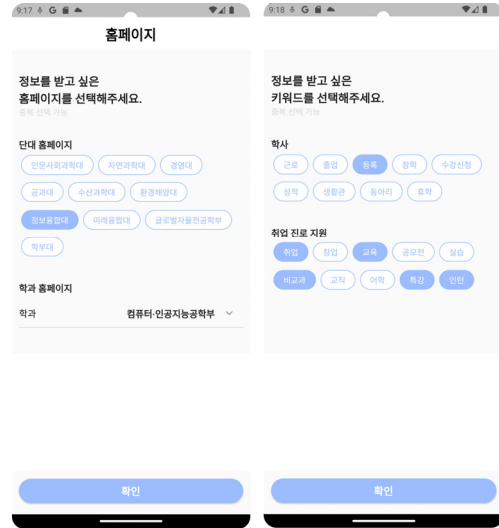 9:17
홈페이지
정보를 받고 싶은
홈페이지를 선택해주세요.
중복 선택 가능
단대 홈페이지
인문사회과학대 자연과학대 경영대
공과대 수산과학대 환경해양대
정보융합대 미래융합대 글로벌자율전공학부
학부대
학과 홈페이지
학과 컴퓨터·인공지능공학부
확인
9:18
정보를 받고 싶은
키워드를 선택해주세요.
중복 선택 가능
학사
근로 졸업 등록 장학 수강신청
성적 생활관 동아리 휴학
취업 진로 지원
취업 창업 교육 공모전 실습
비교과 교직 어학 특강 인턴
확인